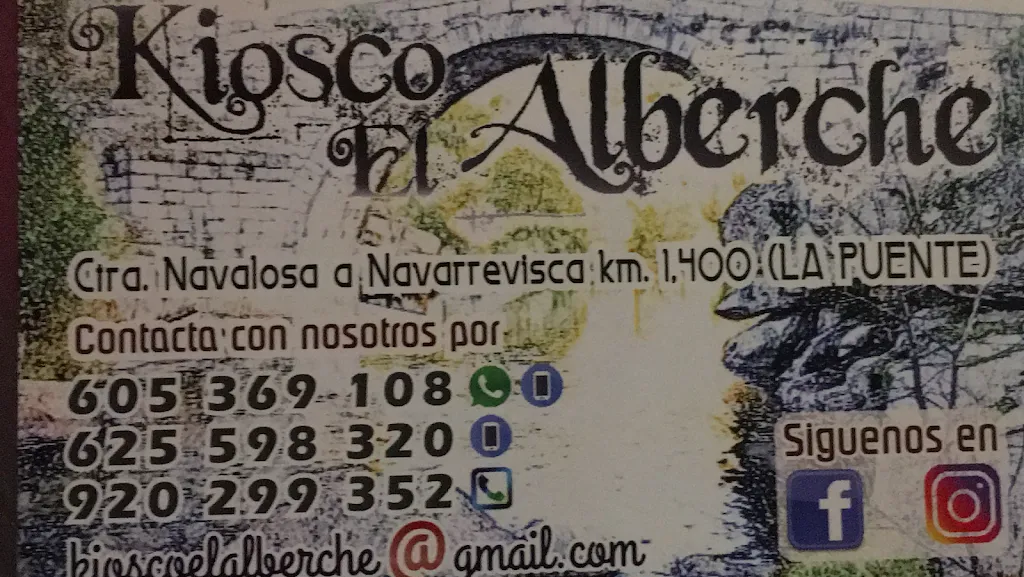 Kiosco
El Alberche
Ctra. Navalosa a Navarrevisca km. 1,400 (LA PUENTE)
Contacta con nosotros por
605 369 108
625 598 320
920 299 352
Siguenos en
kioscoelalberche@gmail.com